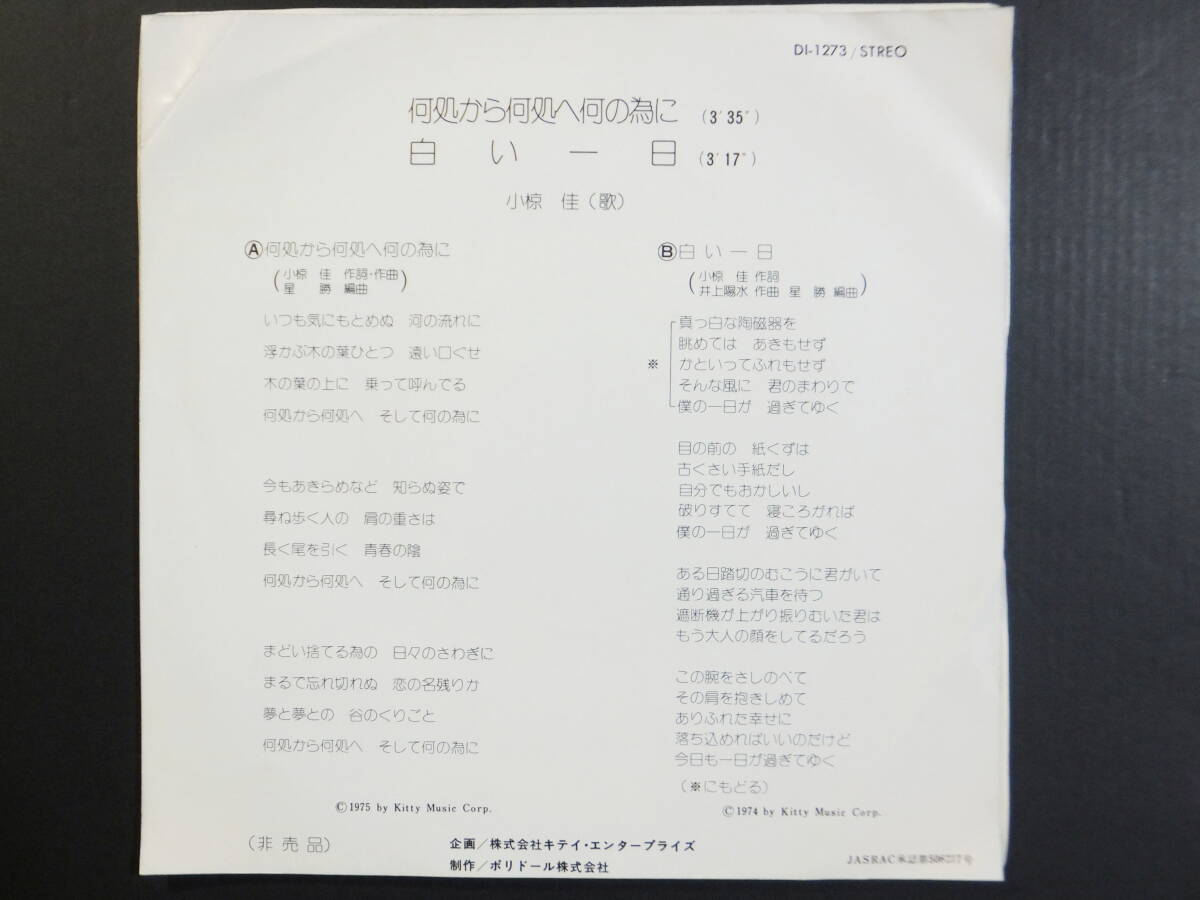 DI-1273/STREO
何処から何処へ何の為に (3′35″)
白い一日 (3′17″)
小椋 佳（歌）
Ⓐ何処から何処へ何の為に
(小椋 佳 作詞・作曲
星 勝 編曲)
いつも気にもとめぬ 河の流れに
浮かぶ木の葉ひとつ 遠い口ぐせ
木の葉の上に 乗って呼んでる
何処から何処へ そして何の為に
今もあきらめなど 知らぬ姿で
尋ね歩く人の 肩の重さは
長く尾を引く 青春の陰
何処から何処へ そして何の為に
まどい捨てる為の 日々のさわぎに
まるで忘れ切れぬ 恋の名残りか
夢と夢との 谷のくりごと
何処から何処へ そして何の為に
Ⓒ1975 by Kitty Music Corp.
Ⓑ白い一日
(小椋 佳 作詞
井上陽水 作曲 星 勝 編曲)
真っ白な陶磁器を
眺めては あきもせず
※ かといってふれもせず
そんな風に 君のまわりで
僕の一日が 過ぎてゆく
目の前の 紙くずは
古くさい手紙だし
自分でもおかしいし
破りすてて 寝ころがれば
僕の一日が 過ぎてゆく
ある日踏切のむこうに君がいて
通り過ぎる汽車を待つ
遮断機が上がり振りむいた君は
もう大人の顔をしてるだろう
この腕をさしのべて
その肩を抱きしめて
ありふれた幸せに
落ち込めればいいのだけど
今日も一日が過ぎてゆく
（※にもどる）
Ⓒ1974 by Kitty Music Corp.
（非売品）
企画／株式会社キティ・エンタープライズ
制作／ポリドール株式会社
JASRAC承認第